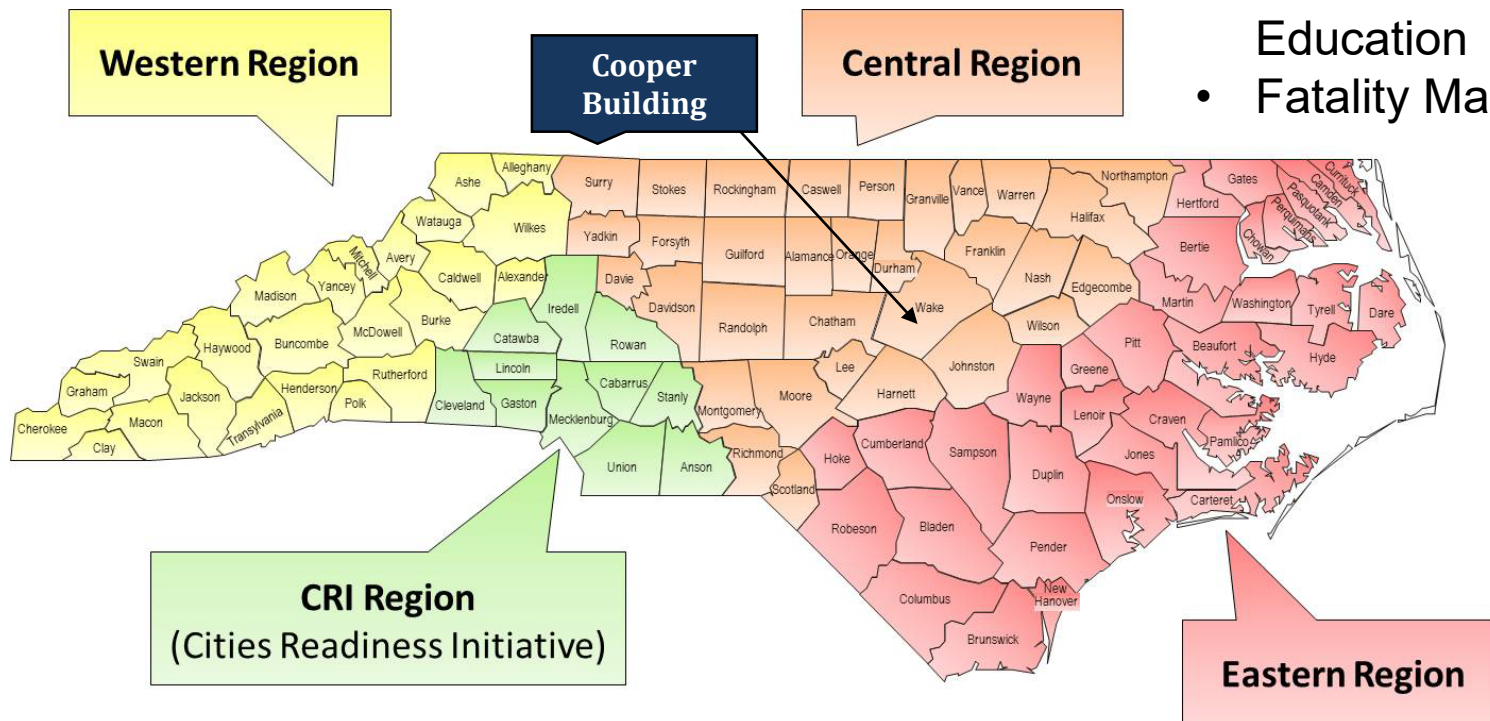 Education
• Fatality Ma
Western Region
Cooper
Building
Central Region
Ashe
Alleghany
Surry
Stokes
Rockingham
Caswell
Person
Granville
Vance
Warren
Northampton
Hertford
Gates
Currituck
Camden
Pasquotank
Perquimans
Chowan
Watauga
Wilkes
Yadkin
Forsyth
Guilford
Alamance
Orange
Durham
Franklin
Halifax
Bertie
Mitchell
Avery
Caldwell
Alexander
Iredell
Davie
Davidson
Randolph
Chatham
Wake
Nash
Edgecombe
Martin
Washington
Tyrell
Dare
Madison
Yancey
McDowell
Burke
Catawba
Rowan
Wilson
Pitt
Beaufort
Hyde
Swain
Haywood
Buncombe
Rutherford
Lincoln
Cabarrus
Stanly
Montgomery
Moore
Lee
Harnett
Johnston
Wayne
Greene
Lenoir
Craven
Pamlico
Graham
Jackson
Henderson
Polk
Cleveland
Gaston
Mecklenburg
Cherokee
Macon
Clay
Transylvania
Union
Anson
Richmond
Scotland
Hoke
Cumberland
Sampson
Duplin
Jones
Onslow
Carteret
Robeson
Bladen
Pender
Columbus
New
Hanover
Brunswick
CRI Region
(Cities Readiness Initiative)
Eastern Region